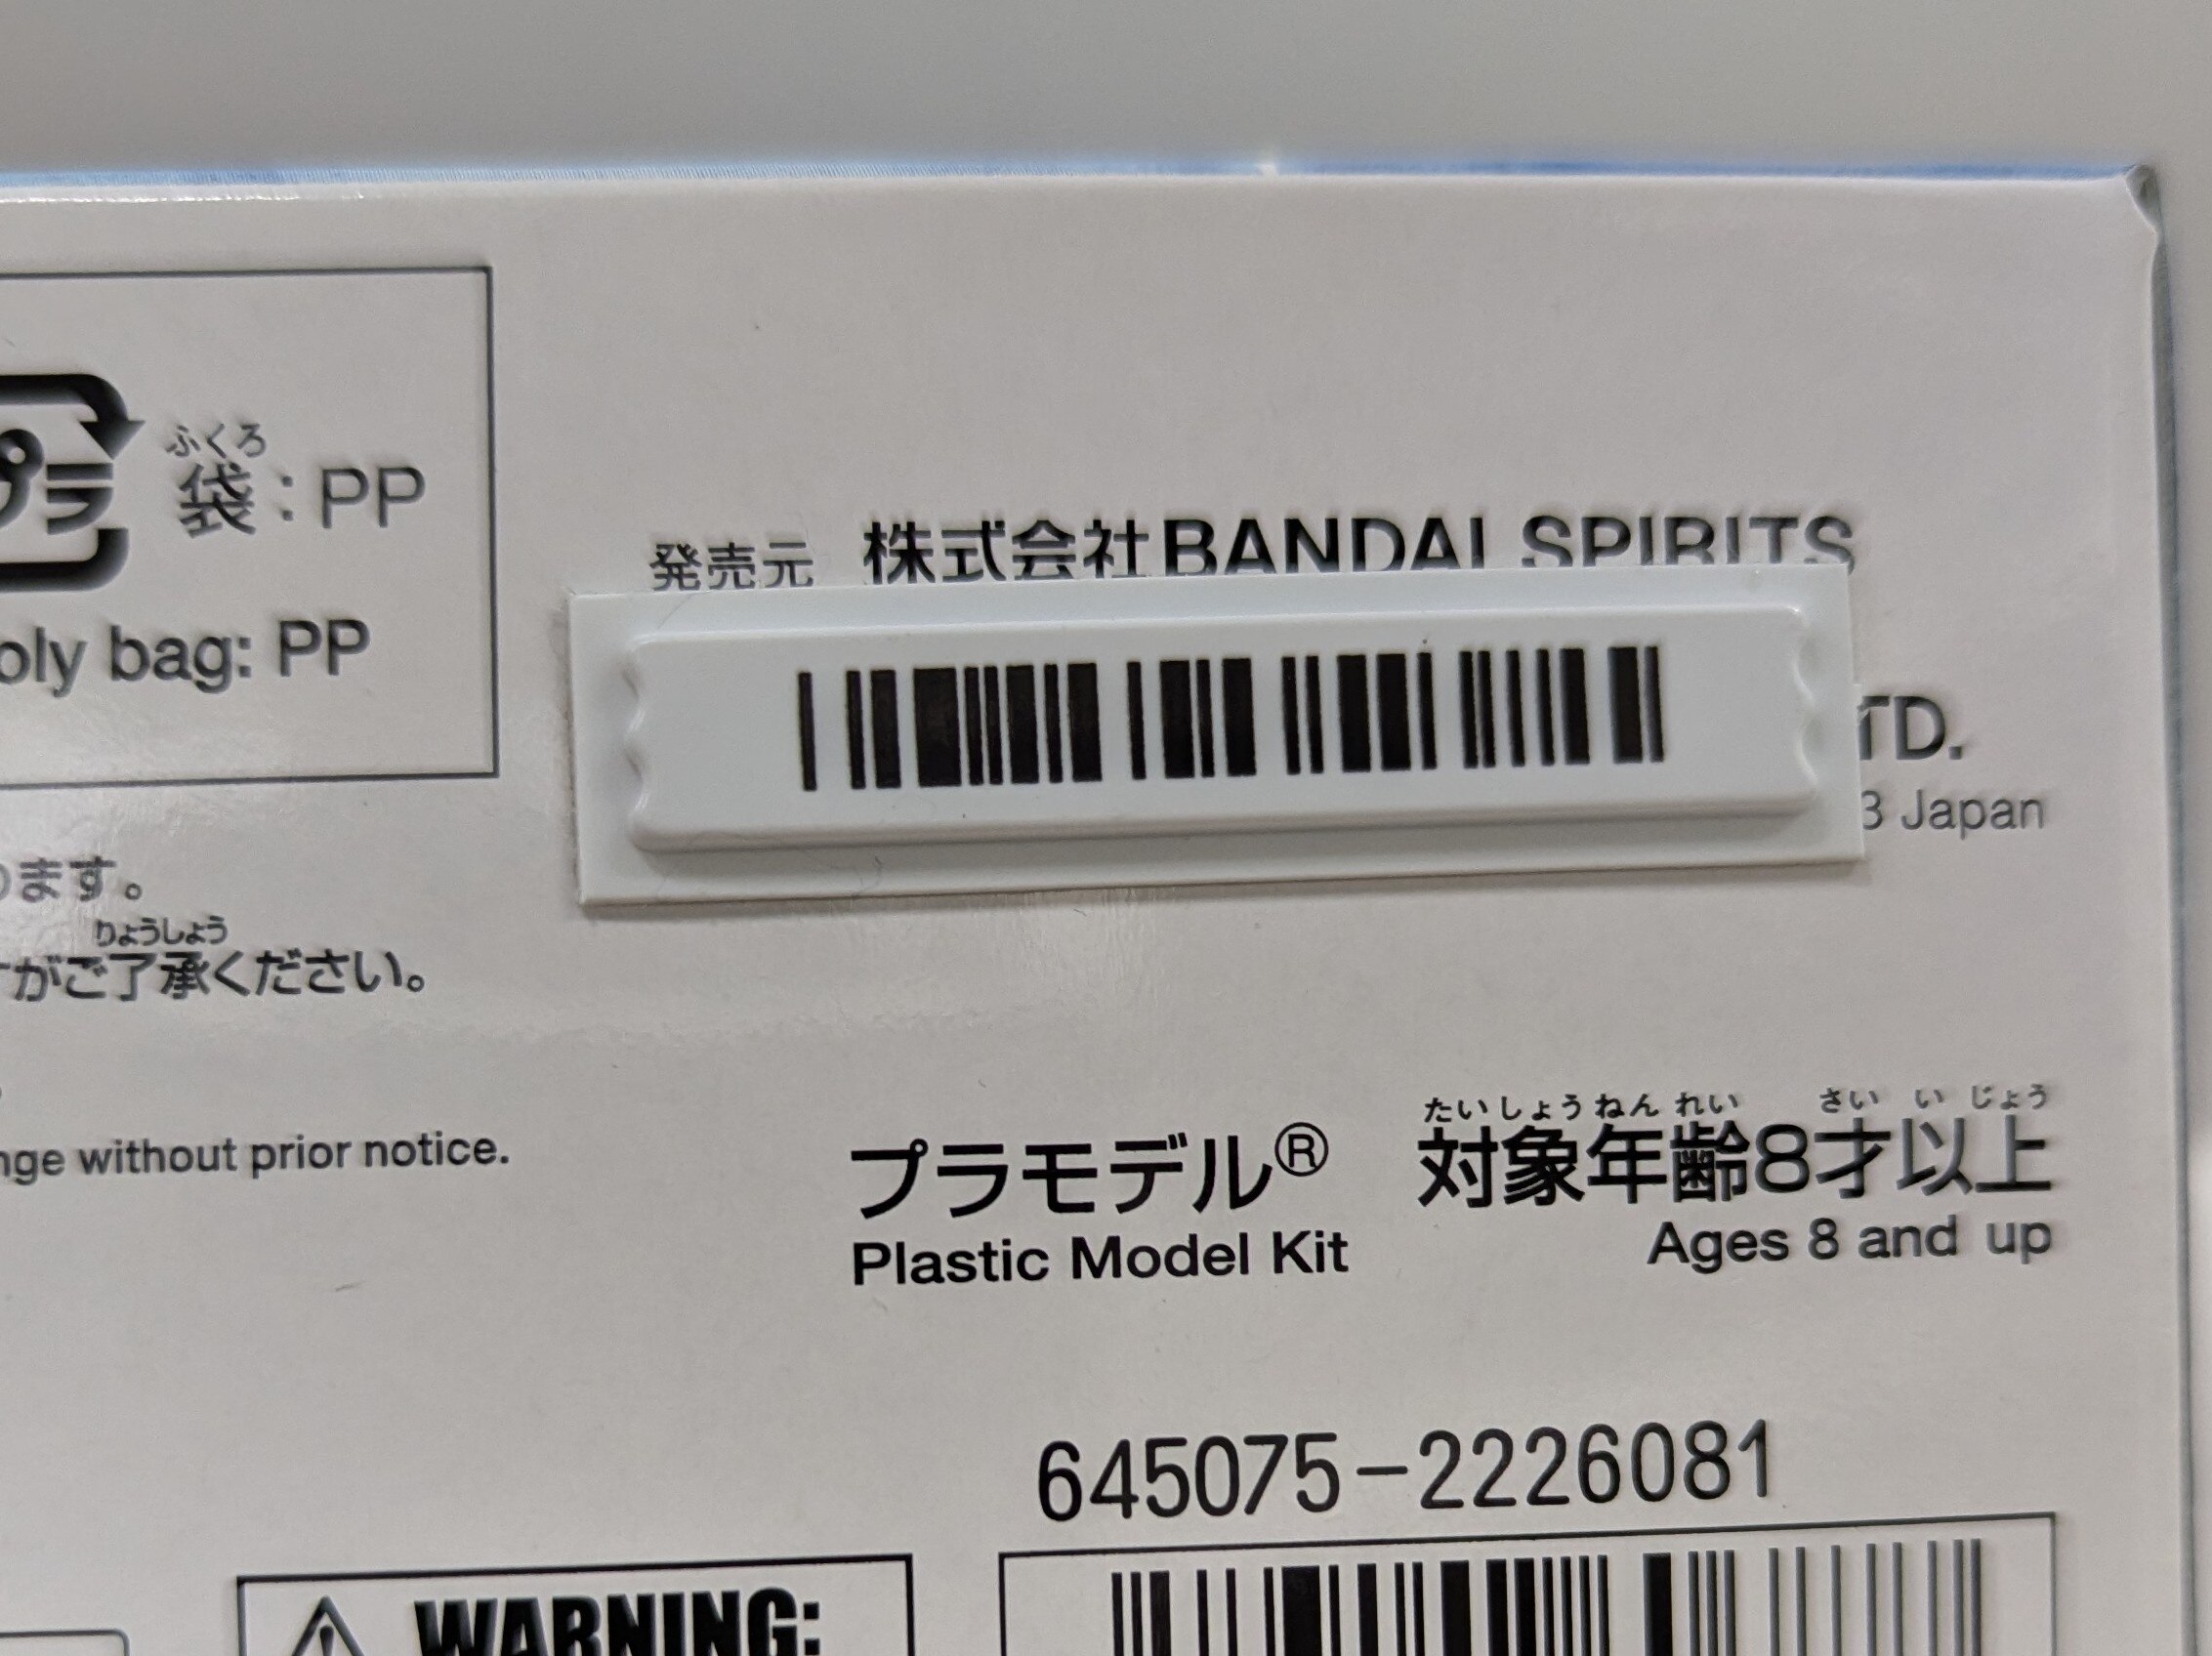 プラ
ふくろ
袋：PP
poly bag: PP
発売元 株式会社BANDAI SPIRITS
TD.
3 Japan
ります。
りょうしょう
すがご了承ください。
without prior notice.
プラモデル®
Plastic Model Kit
たいしょうねんれい さい い じょう
対象年齢8才以上
Ages 8 and up
645075-2226081
WARNING: